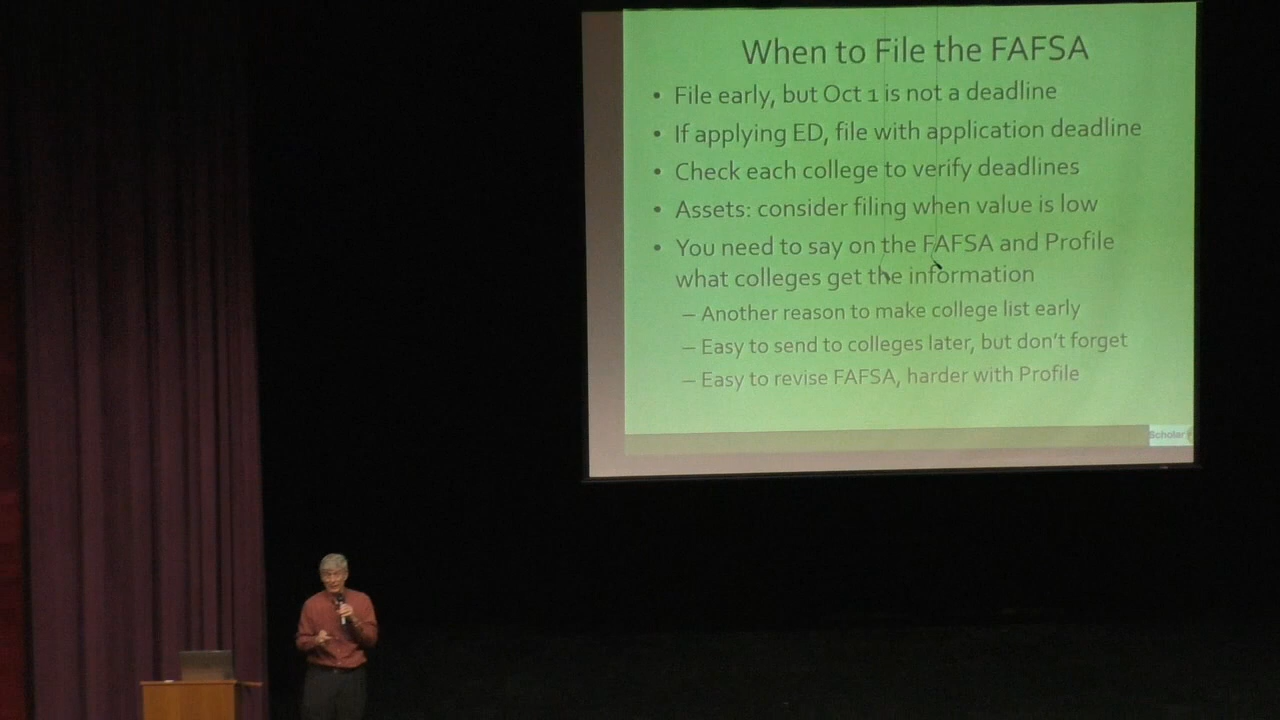 When to File the FAFSA
• File early, but Oct 1 is not a deadline
• If applying ED, file with application deadline
• Check each college to verify deadlines
• Assets: consider filing when value is low
• You need to say on the FAFSA and Profile
what colleges get the information
– Another reason to make college list early
– Easy to send to colleges later, but don't forget
– Easy to revise FAFSA, harder with Profile
Scholar